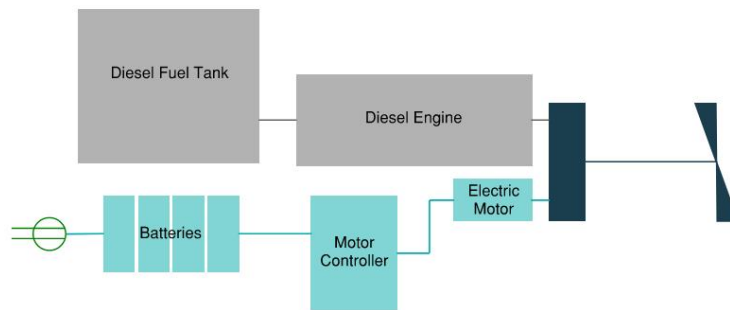 Diesel Fuel Tank
Diesel Engine
Electric
Motor
Batteries
Motor
Controller